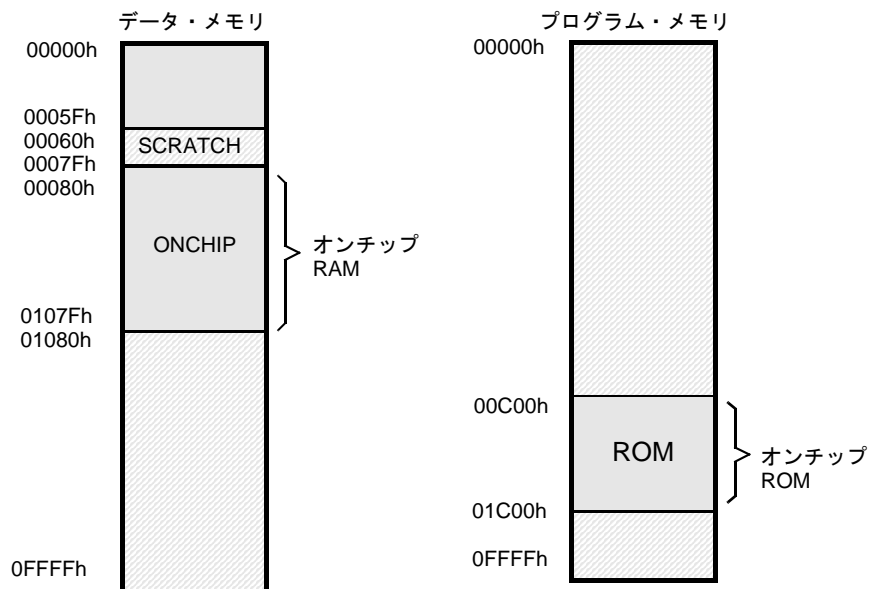 データ・メモリ
00000h
0005Fh
00060h
0007Fh
00080h
SCRATCH
ONCHIP
オンチップ
RAM
0107Fh
01080h
0FFFFh
プログラム・メモリ
00000h
00C00h
ROM
オンチップ
ROM
01C00h
0FFFFh